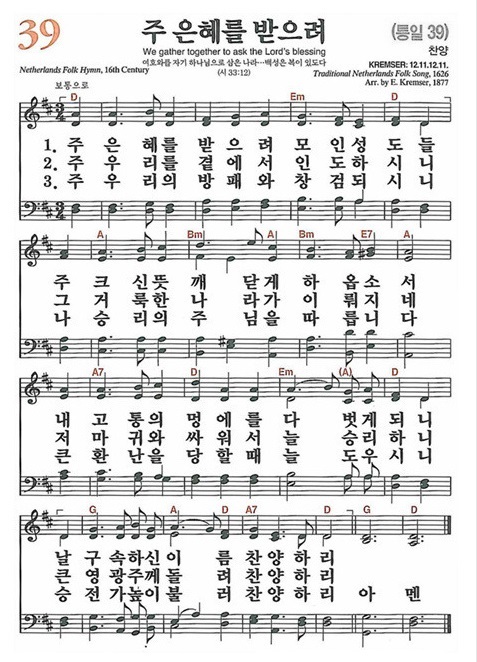 39
주 은혜를 받으려
(통일 39)
We gather together to ask the Lord's blessing
찬양
Netherlands Folk Hymn, 16th Century
여호와를 자기 하나님으로 삼은 나라···백성은 복이 있도다
(시 33:12)
KREMSER: 12.11.12.11.
Traditional Netherlands Folk Song, 1626
Arr. by E. Kremser, 1877
보통으로
D Em D
1. 주 은 혜를 받 으 려 모 인성 도 들
2. 주 우 리를 곁 에서 인 도하 시 니
3. 주 우 리의 방 패와 창 검되 시 니
A Bm A Bm E7 A
주 크 신뜻 깨 닫게 하 옵소 서
그 거 룩한 나 라가 이 뤄지 네
나 승 리의 주 님을 따 릅니 다
A7 D Em (A) D
내 고 통의 멍 에를 다 벗게 되 니
저 마 귀와 싸 워서 늘 승리 하 니
큰 환 난을 당 할때 늘 도우 시 니
G A D A D A7 D G D
날 구 속하신이 름 찬양 하 리
큰 영 광주께돌 려 찬양 하 리
승 전 가높이불 러 찬양 하 리 아 멘